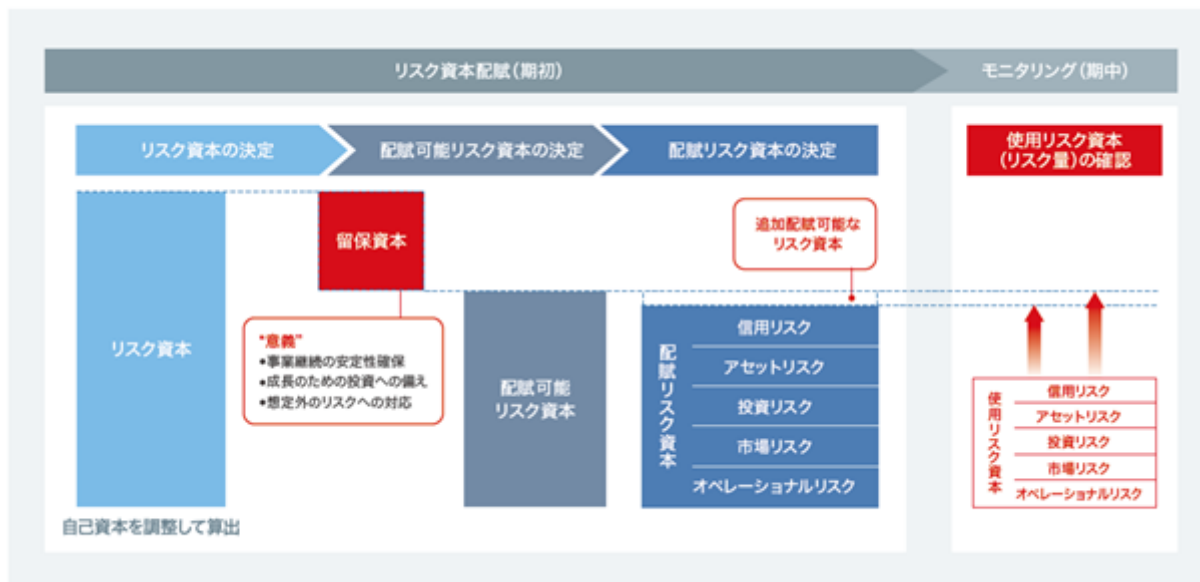 リスク資本配賦(期初)
モニタリング(期中)
リスク資本の決定
配賦可能リスク資本の決定
配賦リスク資本の決定
使用リスク資本
(リスク量)の確認
リスク資本
留保資本
"意義"
•事業継続の安定性確保
•成長のための投資への備え
•想定外のリスクへの対応
配賦可能
リスク資本
追加配賦可能な
リスク資本
配賦リスク資本
信用リスク
アセットリスク
投資リスク
市場リスク
オペレーショナルリスク
使用リスク資本
信用リスク
アセットリスク
投資リスク
市場リスク
オペレーショナルリスク
自己資本を調整して算出